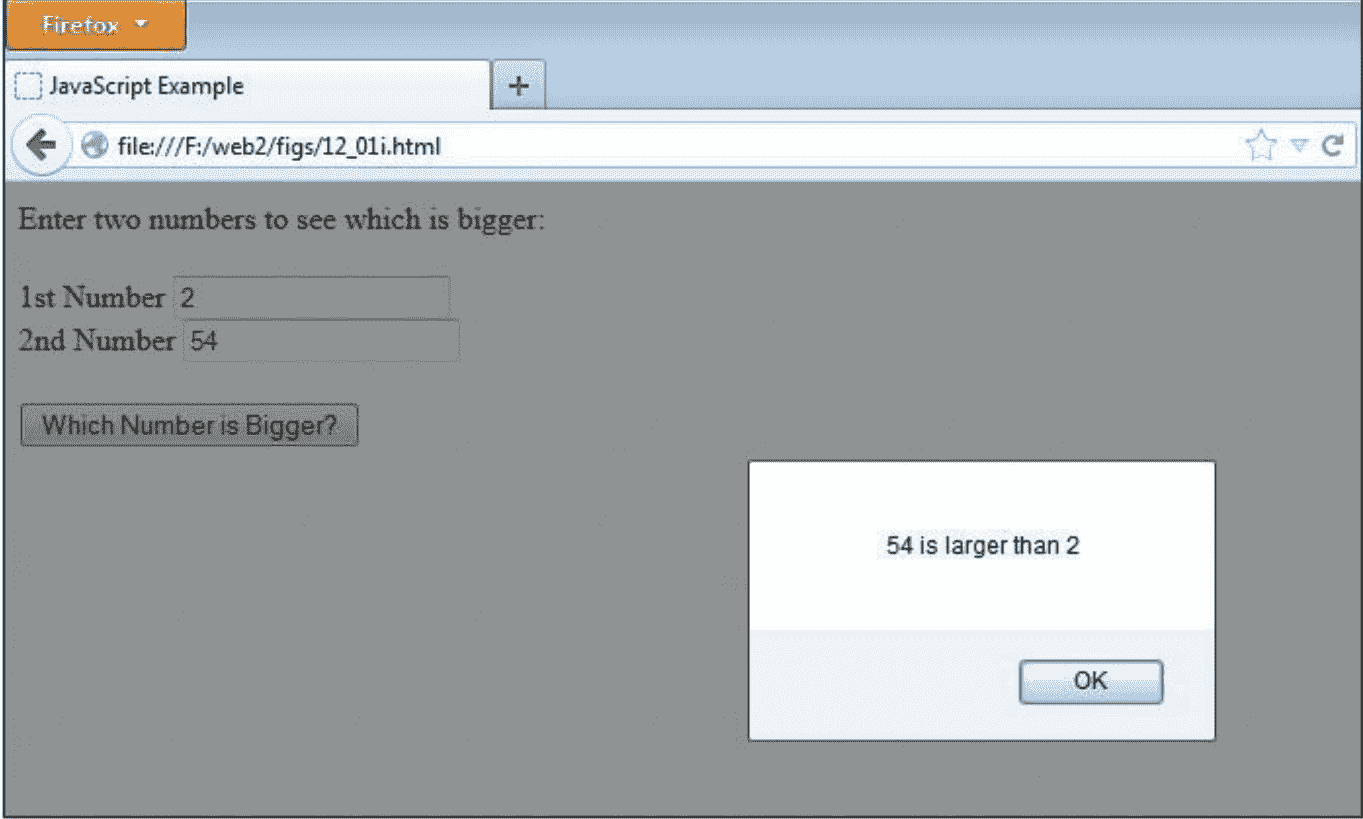 Firefox
JavaScript Example
+
file:///F:/web2/figs/12_01i.html
Enter two numbers to see which is bigger:
1st Number 2
2nd Number 54
Which Number is Bigger?
54 is larger than 2
OK